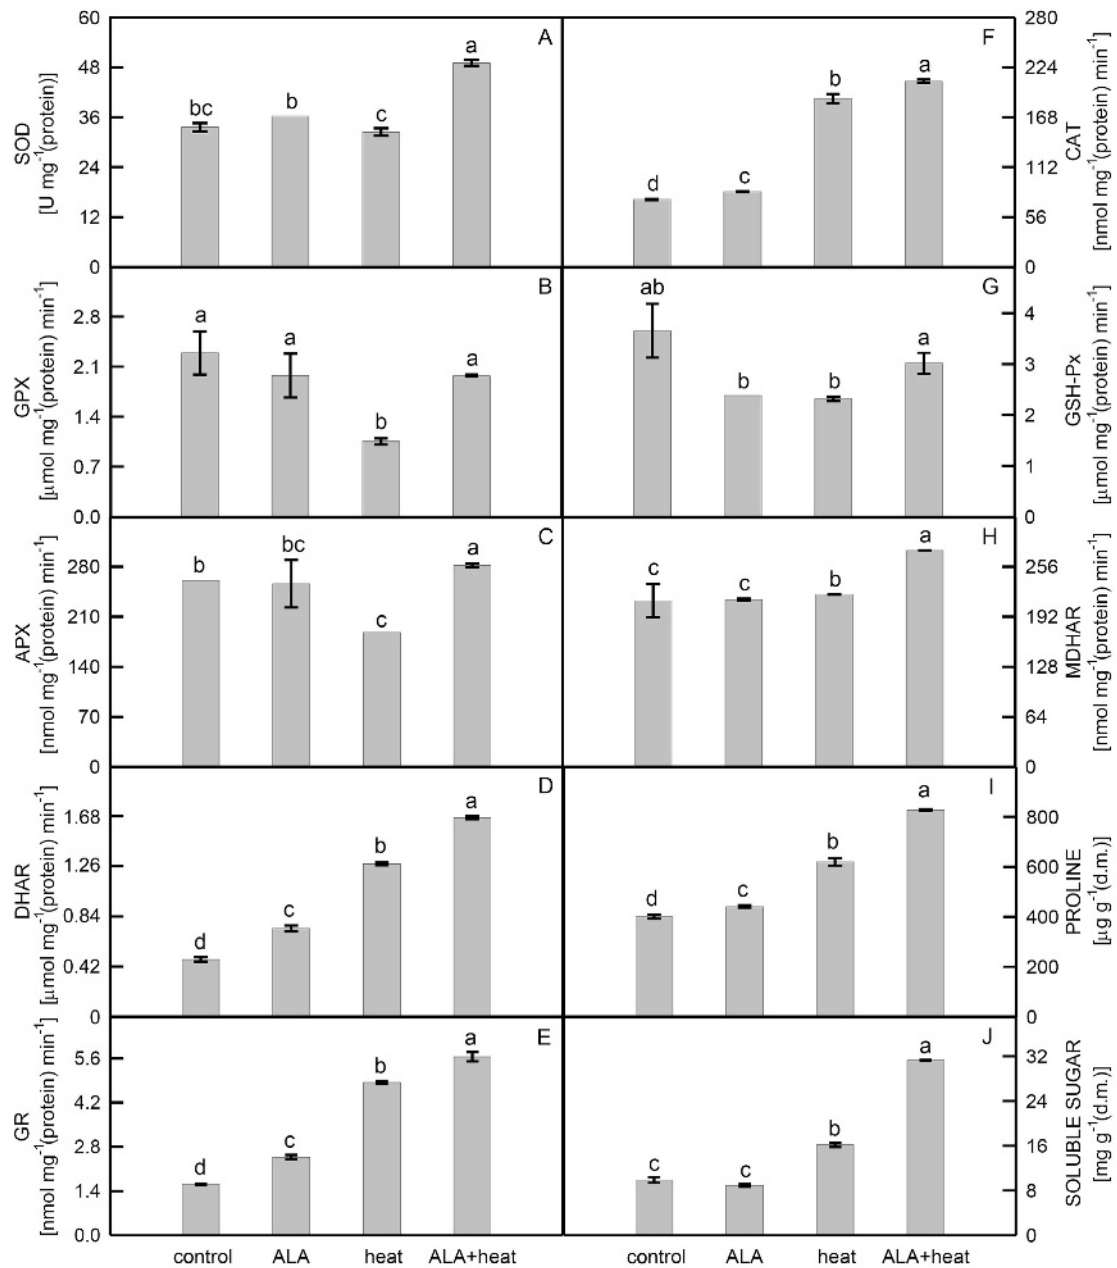 A
SOD
[U mg⁻¹(protein)]
60
48
36
24
12
0
bc
b
c
a
F
CAT
[nmol mg⁻¹(protein) min⁻¹]
280
224
168
112
56
0
d
c
b
a
B
GPX
[μmol mg⁻¹(protein) min⁻¹]
2.8
2.1
1.4
0.7
0.0
a
a
b
a
G
GSH-Px
[μmol mg⁻¹(protein) min⁻¹]
4
3
2
1
0
ab
b
b
a
C
APX
[nmol mg⁻¹(protein) min⁻¹]
280
210
140
70
0
b
bc
c
a
H
MDHAR
[nmol mg⁻¹(protein) min⁻¹]
256
192
128
64
0
c
c
b
a
D
DHAR
[μmol mg⁻¹(protein) min⁻¹]
1.68
1.26
0.84
0.42
0
d
c
b
a
I
PROLINE
[μg g⁻¹(d.m.)]
800
600
400
200
0
d
c
b
a
E
GR
[nmol mg⁻¹(protein) min⁻¹]
5.6
4.2
2.8
1.4
0.0
d
c
b
a
J
SOLUBLE SUGAR
[mg g⁻¹(d.m.)]
32
24
16
8
0
c
c
b
a
control ALA heat ALA+heat
control ALA heat ALA+heat